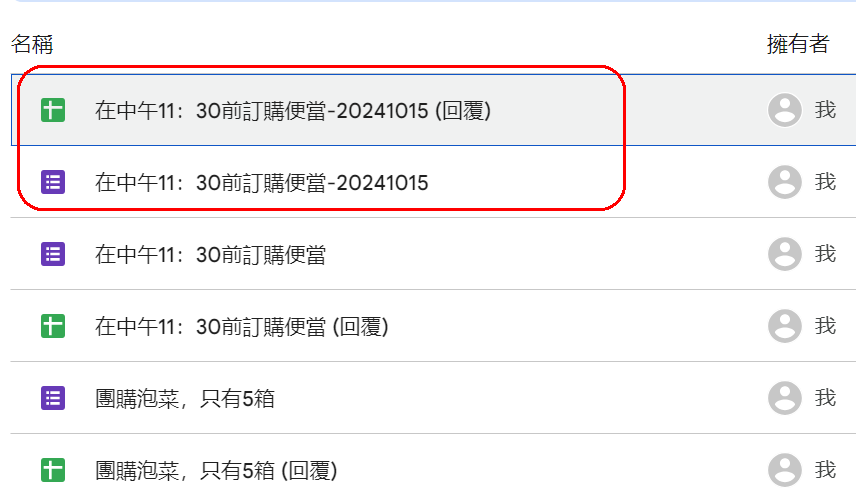 名稱 擁有者
在中午11：30前訂購便當-20241015 (回覆) 我
在中午11：30前訂購便當-20241015 我
在中午11：30前訂購便當 我
在中午11：30前訂購便當 (回覆) 我
團購泡菜，只有5箱 我
團購泡菜，只有5箱 (回覆) 我